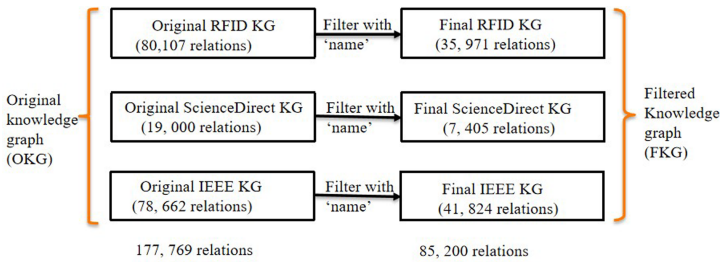 Original RFID KG
(80,107 relations)
Filter with
‘name’
Final RFID KG
(35, 971 relations)
Original
knowledge
graph
(OKG)
Original ScienceDirect KG
(19, 000 relations)
Filter with
‘name’
Final ScienceDirect KG
(7, 405 relations)
Filtered
Knowledge
graph
(FKG)
Original IEEE KG
(78, 662 relations)
Filter with
‘name’
Final IEEE KG
(41, 824 relations)
177, 769 relations
85, 200 relations